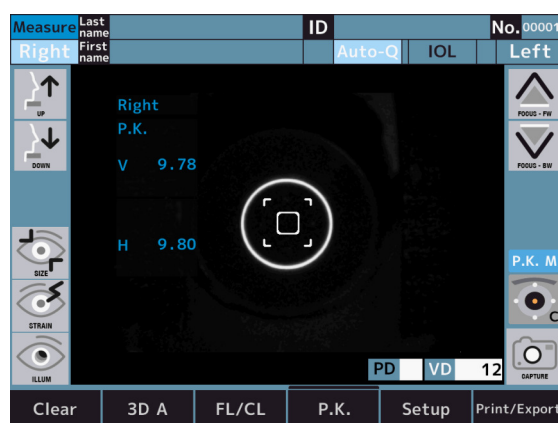 Measure Last name ID No. 00001
Right First name Auto-Q IOL Left
UP
FOCUS - FW
Right
P.K.
DOWN
FOCUS - BW
V 9.78
H 9.80
SIZE
P.K. M
STRAIN
C
PD VD 12
ILLUM
CAPTURE
Clear 3D A FL/CL P.K. Setup Print/Export